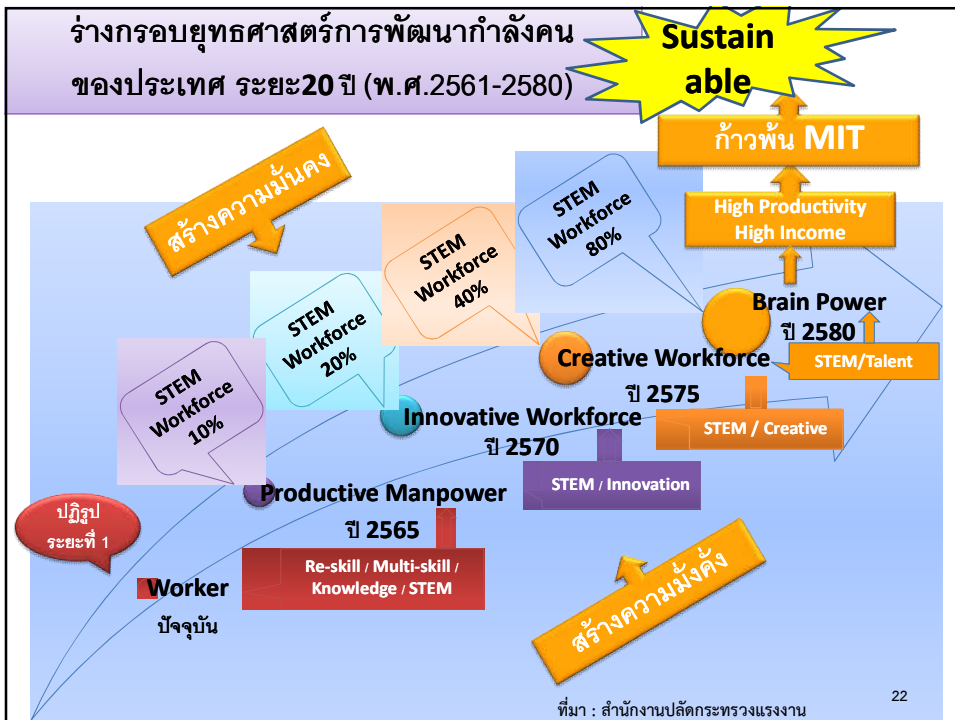 ร่างกรอบยุทธศาสตร์การพัฒนากำลังคน
ของประเทศ ระยะ20 ปี (พ.ศ.2561-2580)
Sustain
able
ก้าวพ้น MIT
High Productivity
High Income
สร้างความมั่นคง
STEM
Workforce
80%
STEM
Workforce
40%
STEM
Workforce
20%
STEM
Workforce
10%
Brain Power
ปี 2580
STEM/Talent
Creative Workforce
ปี 2575
STEM / Creative
Innovative Workforce
ปี 2570
STEM / Innovation
Productive Manpower
ปี 2565
Re-skill / Multi-skill /
Knowledge / STEM
ปฏิรูป
ระยะที่ 1
Worker
ปัจจุบัน
สร้างความมั่งคั่ง
ที่มา : สำนักงานปลัดกระทรวงแรงงาน
22